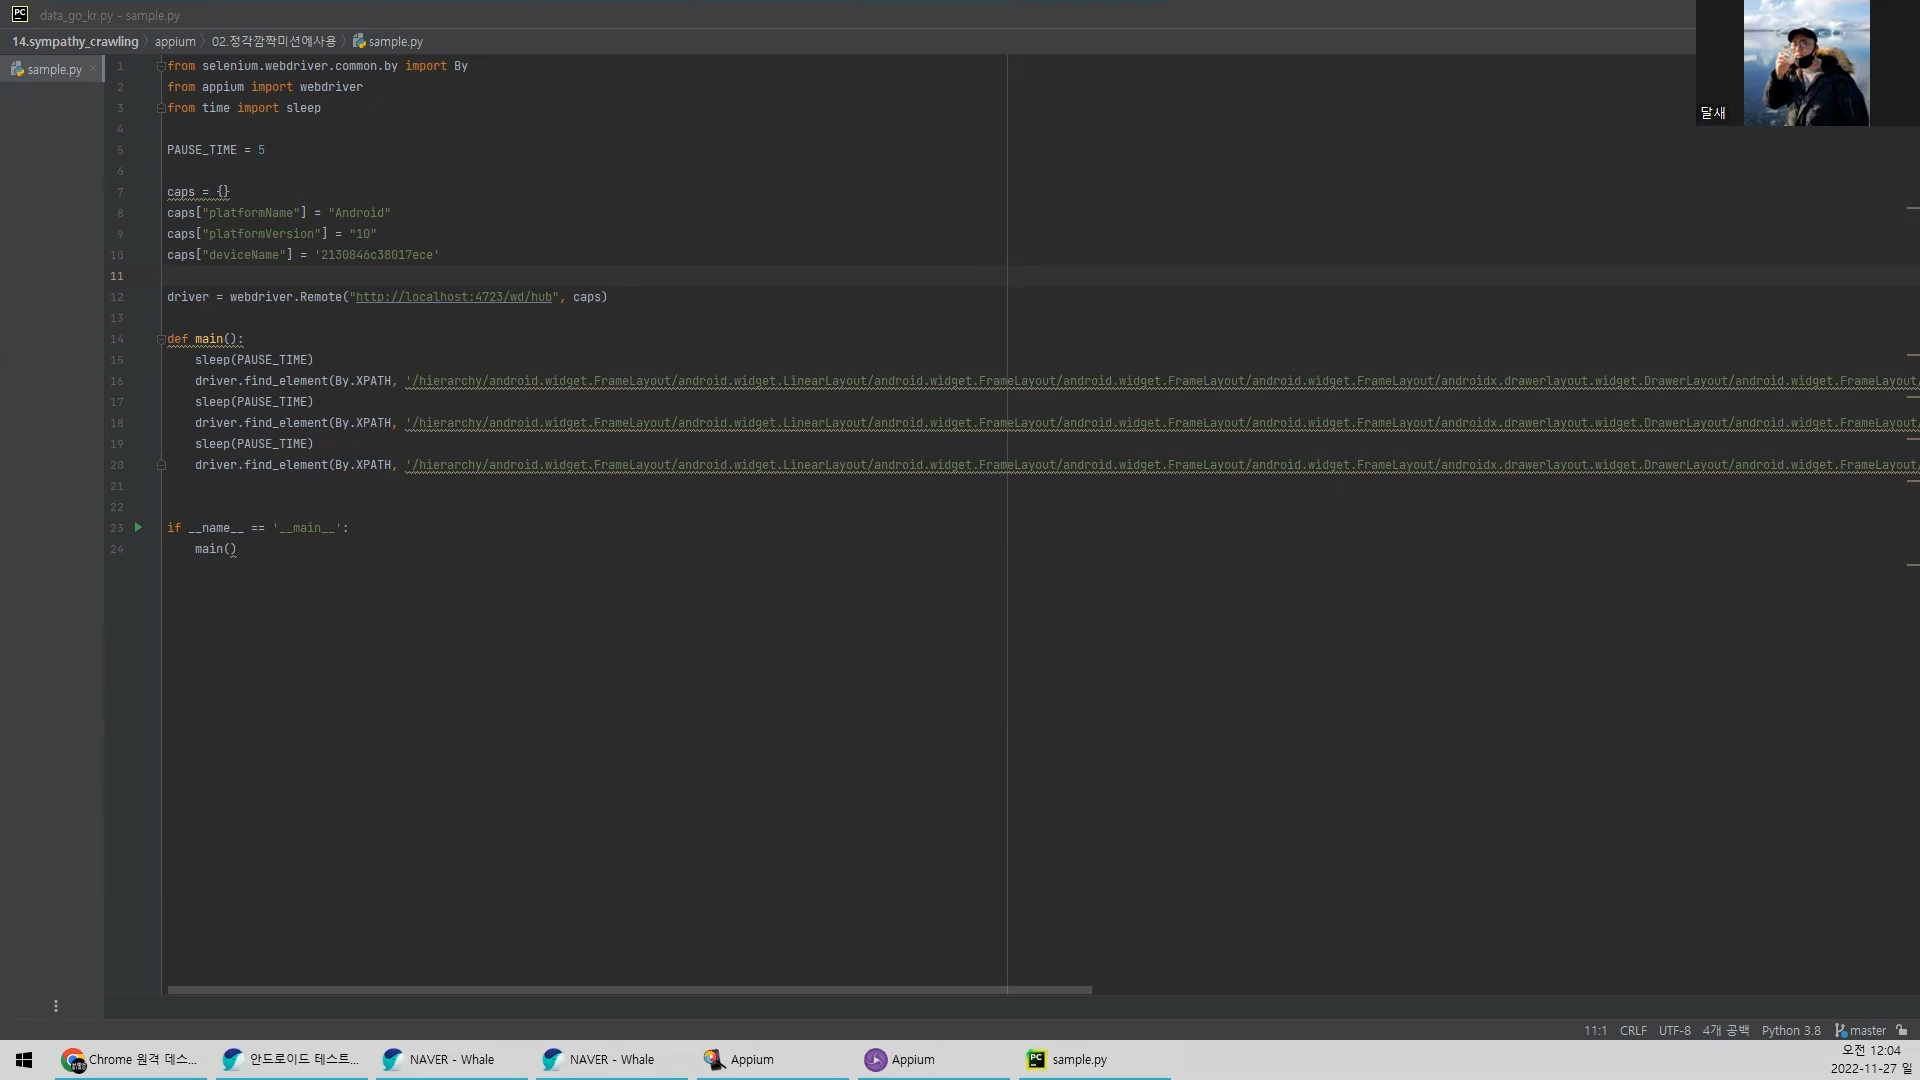 data_go_kr.py - sample.py
14.sympathy_crawling 〉 appium 〉 02.정각깜짝미션에사용 〉 sample.py
달새
sample.py
1 from selenium.webdriver.common.by import By
2 from appium import webdriver
3 from time import sleep
4
5 PAUSE_TIME = 5
6
7 caps = {}
8 caps["platformName"] = "Android"
9 caps["platformVersion"] = "10"
10 caps["deviceName"] = '2130846c38017ece'
11
12 driver = webdriver.Remote("http://localhost:4723/wd/hub", caps)
13
14 def main():
15 sleep(PAUSE_TIME)
16 driver.find_element(By.XPATH, '/hierarchy/android.widget.FrameLayout/android.widget.LinearLayout/android.widget.FrameLayout/android.widget.FrameLayout/android.widget.FrameLayout/androidx.drawerlayout.widget.DrawerLayout/android.widget.FrameLayout/
17 sleep(PAUSE_TIME)
18 driver.find_element(By.XPATH, '/hierarchy/android.widget.FrameLayout/android.widget.LinearLayout/android.widget.FrameLayout/android.widget.FrameLayout/android.widget.FrameLayout/androidx.drawerlayout.widget.DrawerLayout/android.widget.FrameLayout/
19 sleep(PAUSE_TIME)
20 driver.find_element(By.XPATH, '/hierarchy/android.widget.FrameLayout/android.widget.LinearLayout/android.widget.FrameLayout/android.widget.FrameLayout/android.widget.FrameLayout/androidx.drawerlayout.widget.DrawerLayout/android.widget.FrameLayout/
21
22
23 if __name__ == '__main__':
24 main()
11:1 CRLF UTF-8 4개 공백 Python 3.8 master
Chrome 원격 데스... 안드로이드 테스트... NAVER - Whale NAVER - Whale Appium Appium sample.py
오전 12:04
2022-11-27 일